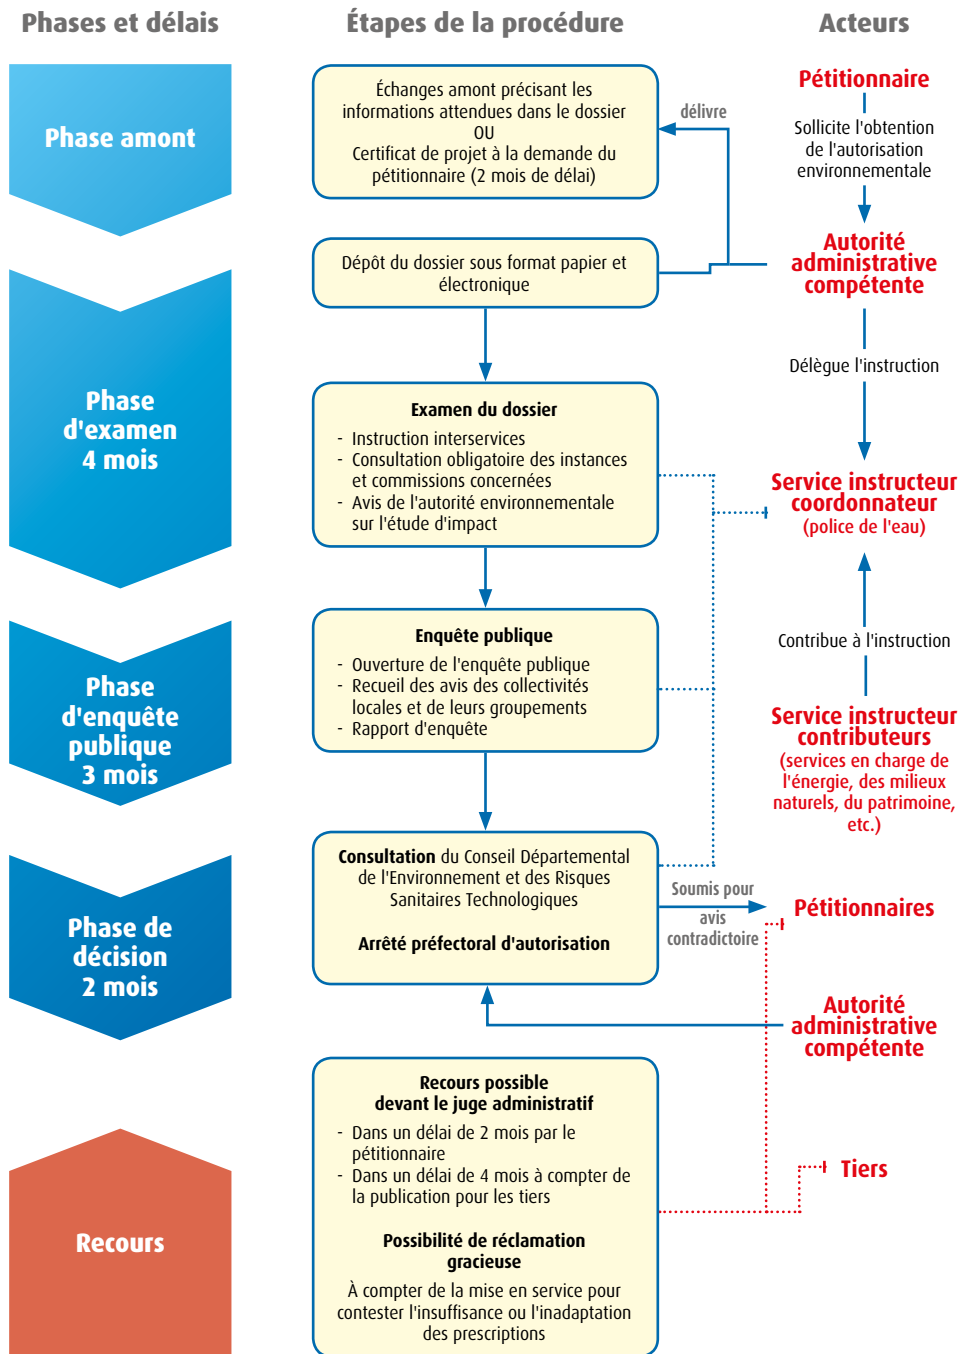 Phases et délais
Étapes de la procédure
Acteurs
Phase amont
Échanges amont précisant les
informations attendues dans le dossier
OU
Certificat de projet à la demande du
pétitionnaire (2 mois de délai)
délivre
Pétitionnaire
Sollicite l'obtention
de l'autorisation
environnementale
Dépôt du dossier sous format papier et
électronique
Autorité
administrative
compétente
Délègue l'instruction
Phase
d'examen
4 mois
Examen du dossier
- Instruction interservices
- Consultation obligatoire des instances
et commissions concernées
- Avis de l'autorité environnementale
sur l'étude d'impact
Service instructeur
coordonnateur
(police de l'eau)
Contribue à l'instruction
Phase
d'enquête
publique
3 mois
Enquête publique
- Ouverture de l'enquête publique
- Recueil des avis des collectivités
locales et de leurs groupements
- Rapport d'enquête
Service instructeur
contributeurs
(services en charge de
l'énergie, des milieux
naturels, du patrimoine,
etc.)
Phase de
décision
2 mois
Consultation du Conseil Départemental
de l'Environnement et des Risques
Sanitaires Technologiques
Arrêté préfectoral d'autorisation
Soumis pour
avis
contradictoire
Pétitionnaires
Autorité
administrative
compétente
Recours
Recours possible
devant le juge administratif
- Dans un délai de 2 mois par le
pétitionnaire
- Dans un délai de 4 mois à compter de
la publication pour les tiers
Possibilité de réclamation
gracieuse
À compter de la mise en service pour
contester l'insuffisance ou l'inadaptation
des prescriptions
Tiers